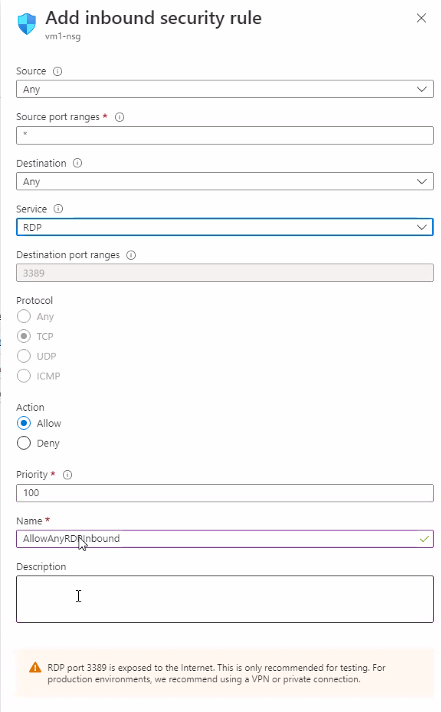 Add inbound security rule
vm1-nsg
Source
Any
Source port ranges *
*
Destination
Any
Service
RDP
Destination port ranges
3389
Protocol
Any
TCP
UDP
ICMP
Action
Allow
Deny
Priority *
100
Name *
AllowAnyRDPInbound
Description
RDP port 3389 is exposed to the Internet. This is only recommended for testing. For
production environments, we recommend using a VPN or private connection.